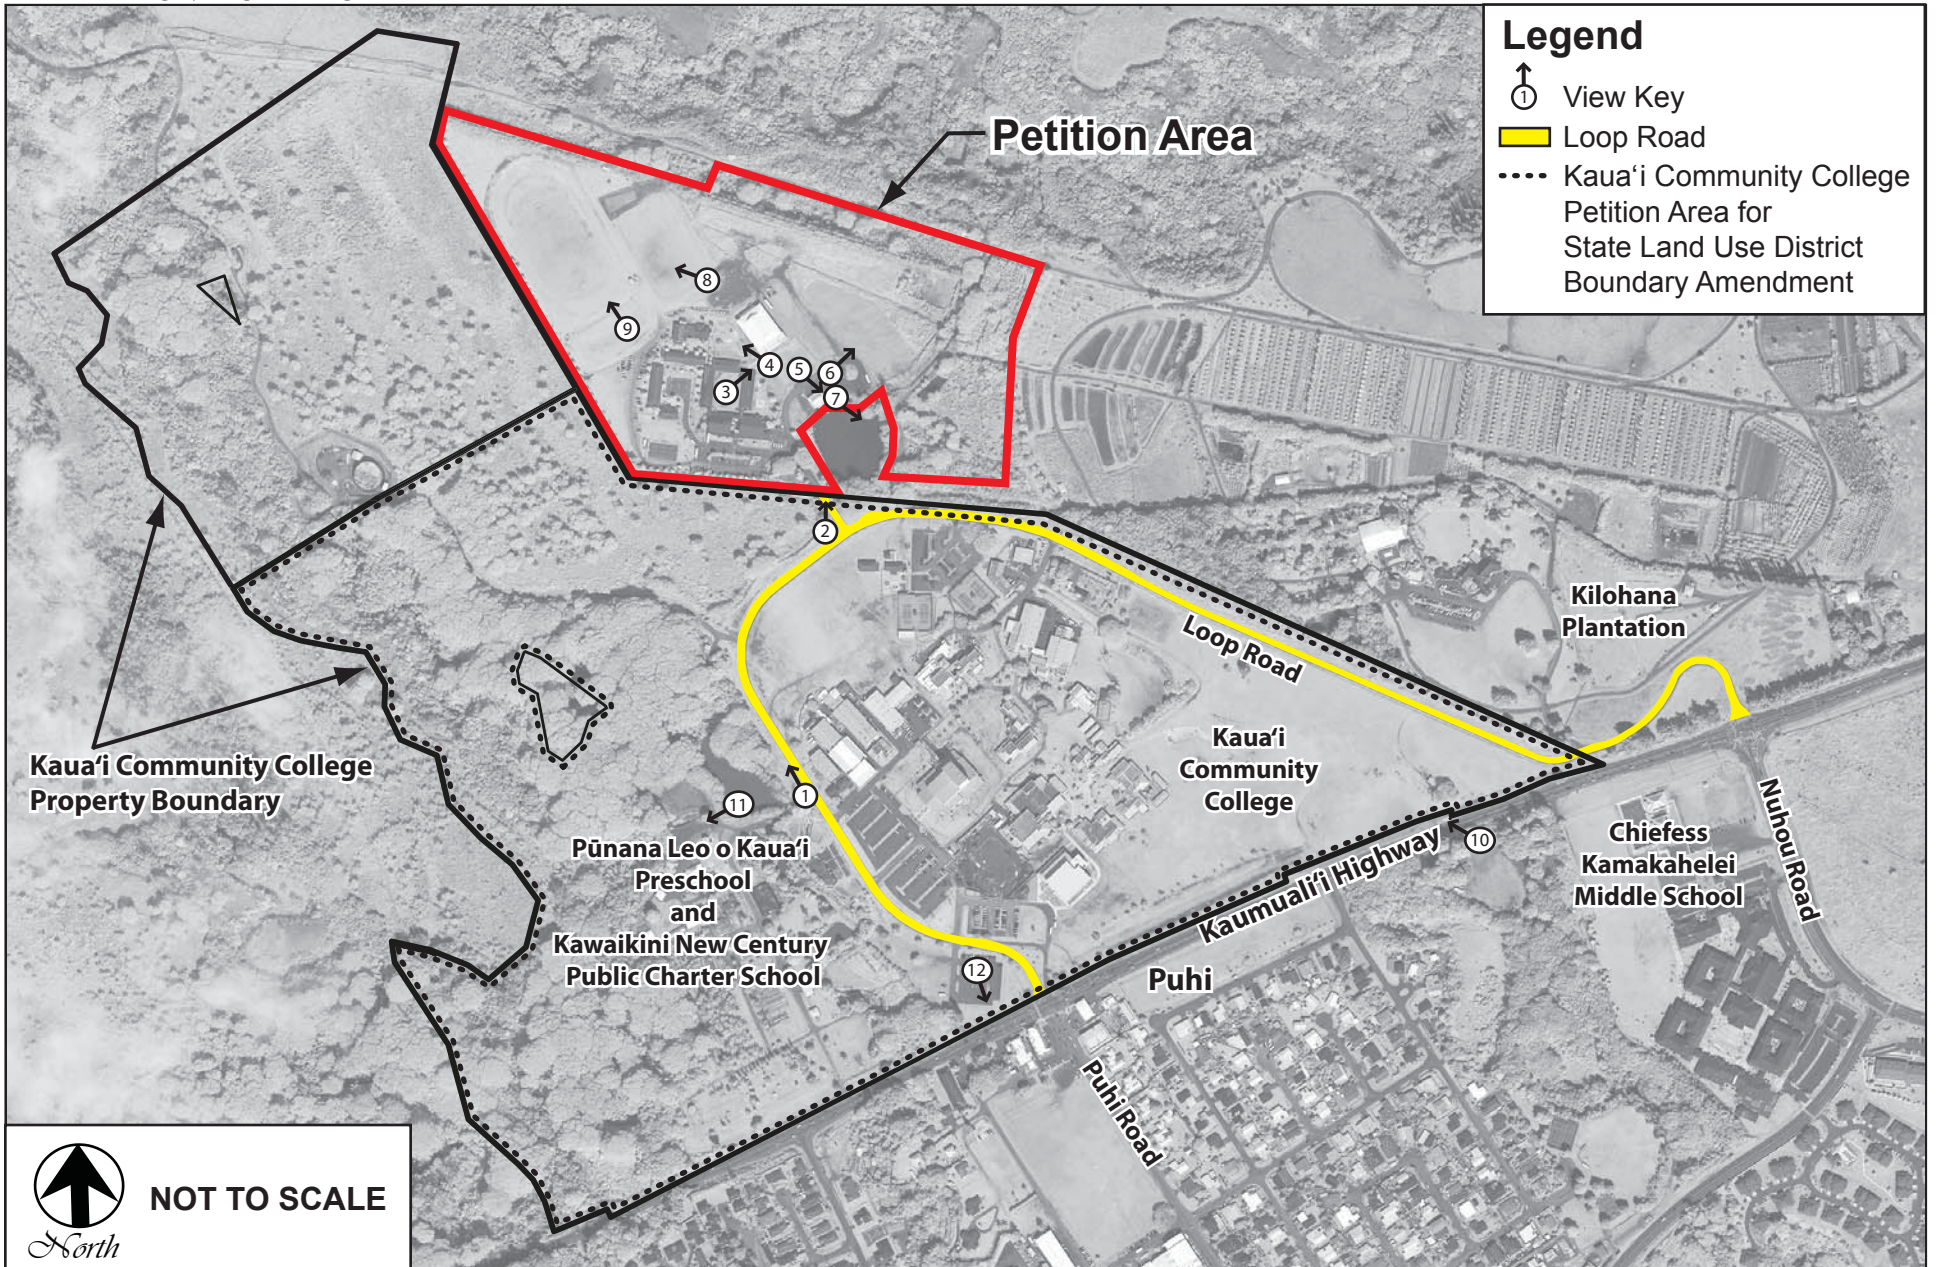 Legend
1
View Key
Loop Road
Kaua‘i Community College
Petition Area for
State Land Use District
Boundary Amendment
Petition Area
8
9
4
5
6
3
7
2
Kilohana
Plantation
Loop Road
Kaua‘i
Community
College
Kaua‘i Community College
Property Boundary
11
1
10
Pūnana Leo o Kaua‘i
Preschool
and
Kawaikini New Century
Public Charter School
Chiefess
Kamakahelei
Middle School
Nuhou Road
Kaumuali‘i Highway
12
Puhi
Puhi Road
NOT TO SCALE
North